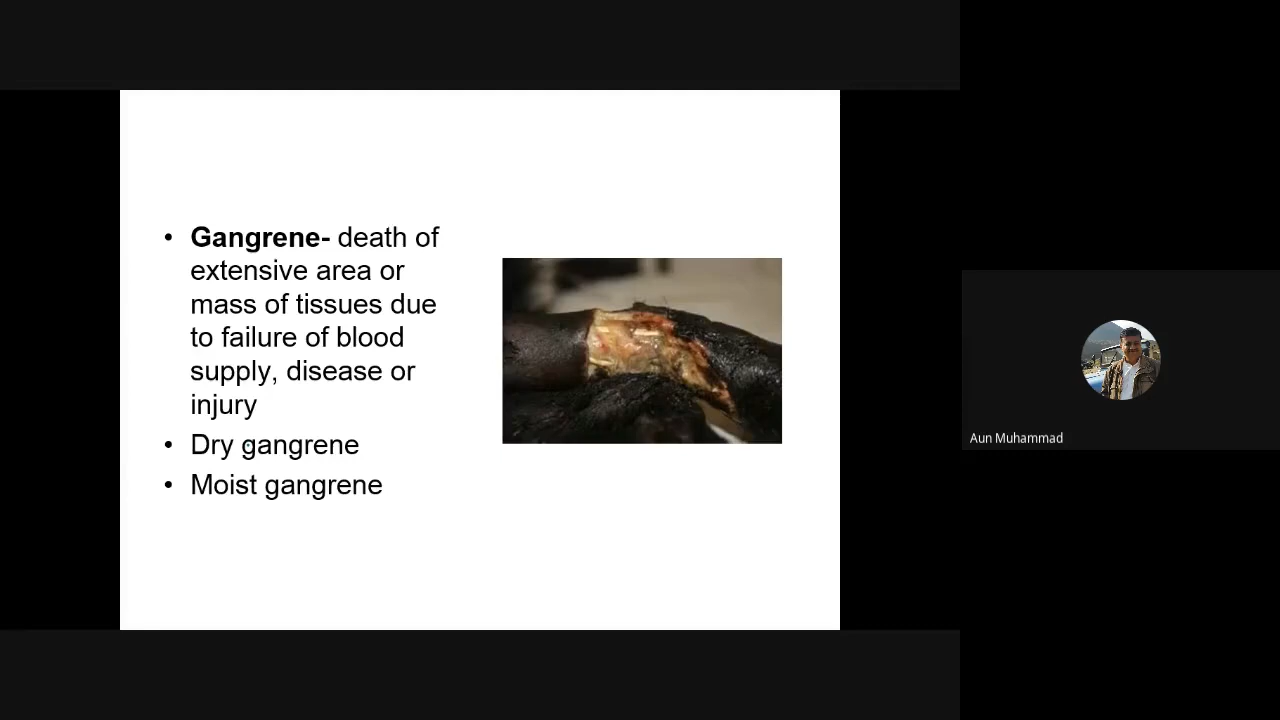 • Gangrene- death of
extensive area or
mass of tissues due
to failure of blood
supply, disease or
injury
• Dry gangrene
• Moist gangrene
Aun Muhammad